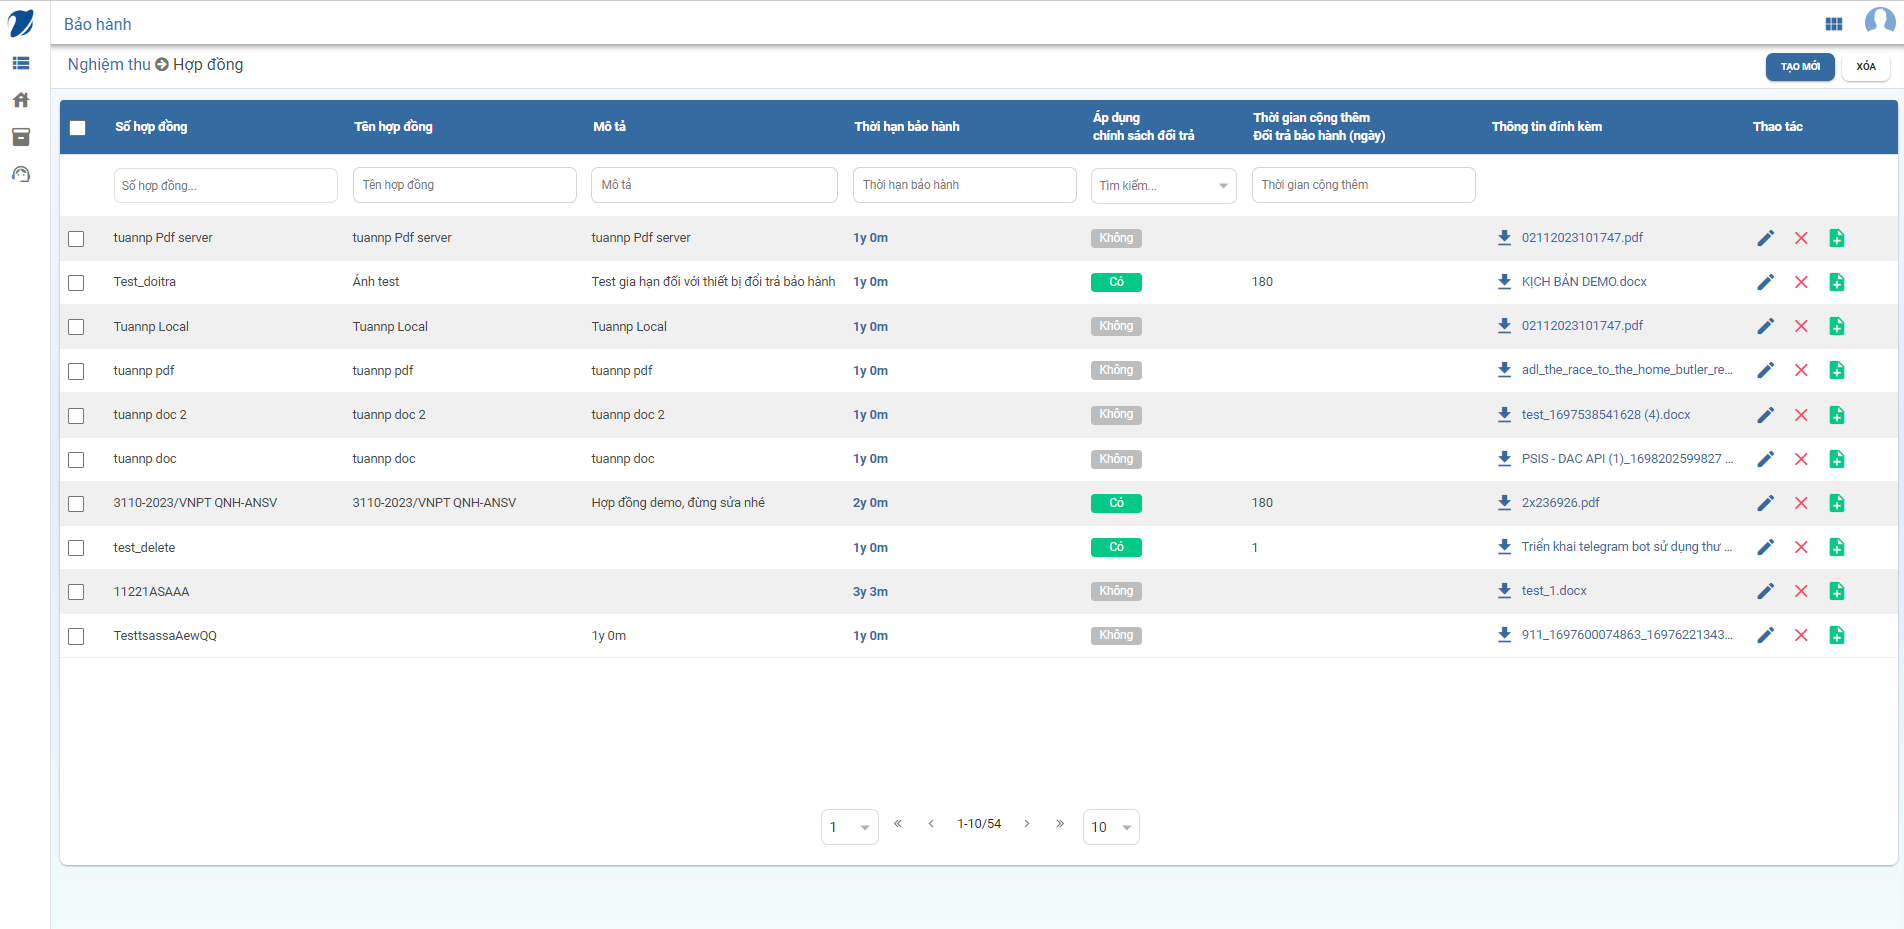 Bảo hành
Nghiệm thu Hợp đồng
TẠO MỚI XÓA
Số hợp đồng Tên hợp đồng Mô tả Thời hạn bảo hành Áp dụng chính sách đổi trả Thời gian cộng thêm Đổi trả bảo hành (ngày) Thông tin đính kèm Thao tác
Số hợp đồng... Tên hợp đồng Mô tả Thời hạn bảo hành Tìm kiếm... Thời gian cộng thêm
tuannp Pdf server tuannp Pdf server tuannp Pdf server 1y 0m Không 02112023101747.pdf
Test_doitra Ánh test Test gia hạn đối với thiết bị đổi trả bảo hành 1y 0m Có 180 KỊCH BẢN DEMO.docx
Tuannp Local Tuannp Local Tuannp Local 1y 0m Không 02112023101747.pdf
tuannp pdf tuannp pdf tuannp pdf 1y 0m Không adl_the_race_to_the_home_butler_re...
tuannp doc 2 tuannp doc 2 tuannp doc 2 1y 0m Không test_1697538541628 (4).docx
tuannp doc tuannp doc tuannp doc 1y 0m Không PSIS - DAC API (1)_1698202599827 ...
3110-2023/VNPT QNH-ANSV 3110-2023/VNPT QNH-ANSV Hợp đồng demo, đừng sửa nhé 2y 0m Có 180 2x236926.pdf
test_delete 1y 0m Có 1 Triển khai telegram bot sử dụng thư ...
11221ASAAA 3y 3m Không test_1.docx
TesttsassaAewQQ 1y 0m 1y 0m Không 911_1697600074863_16976221343...
1 « ‹ 1-10/54 › » 10